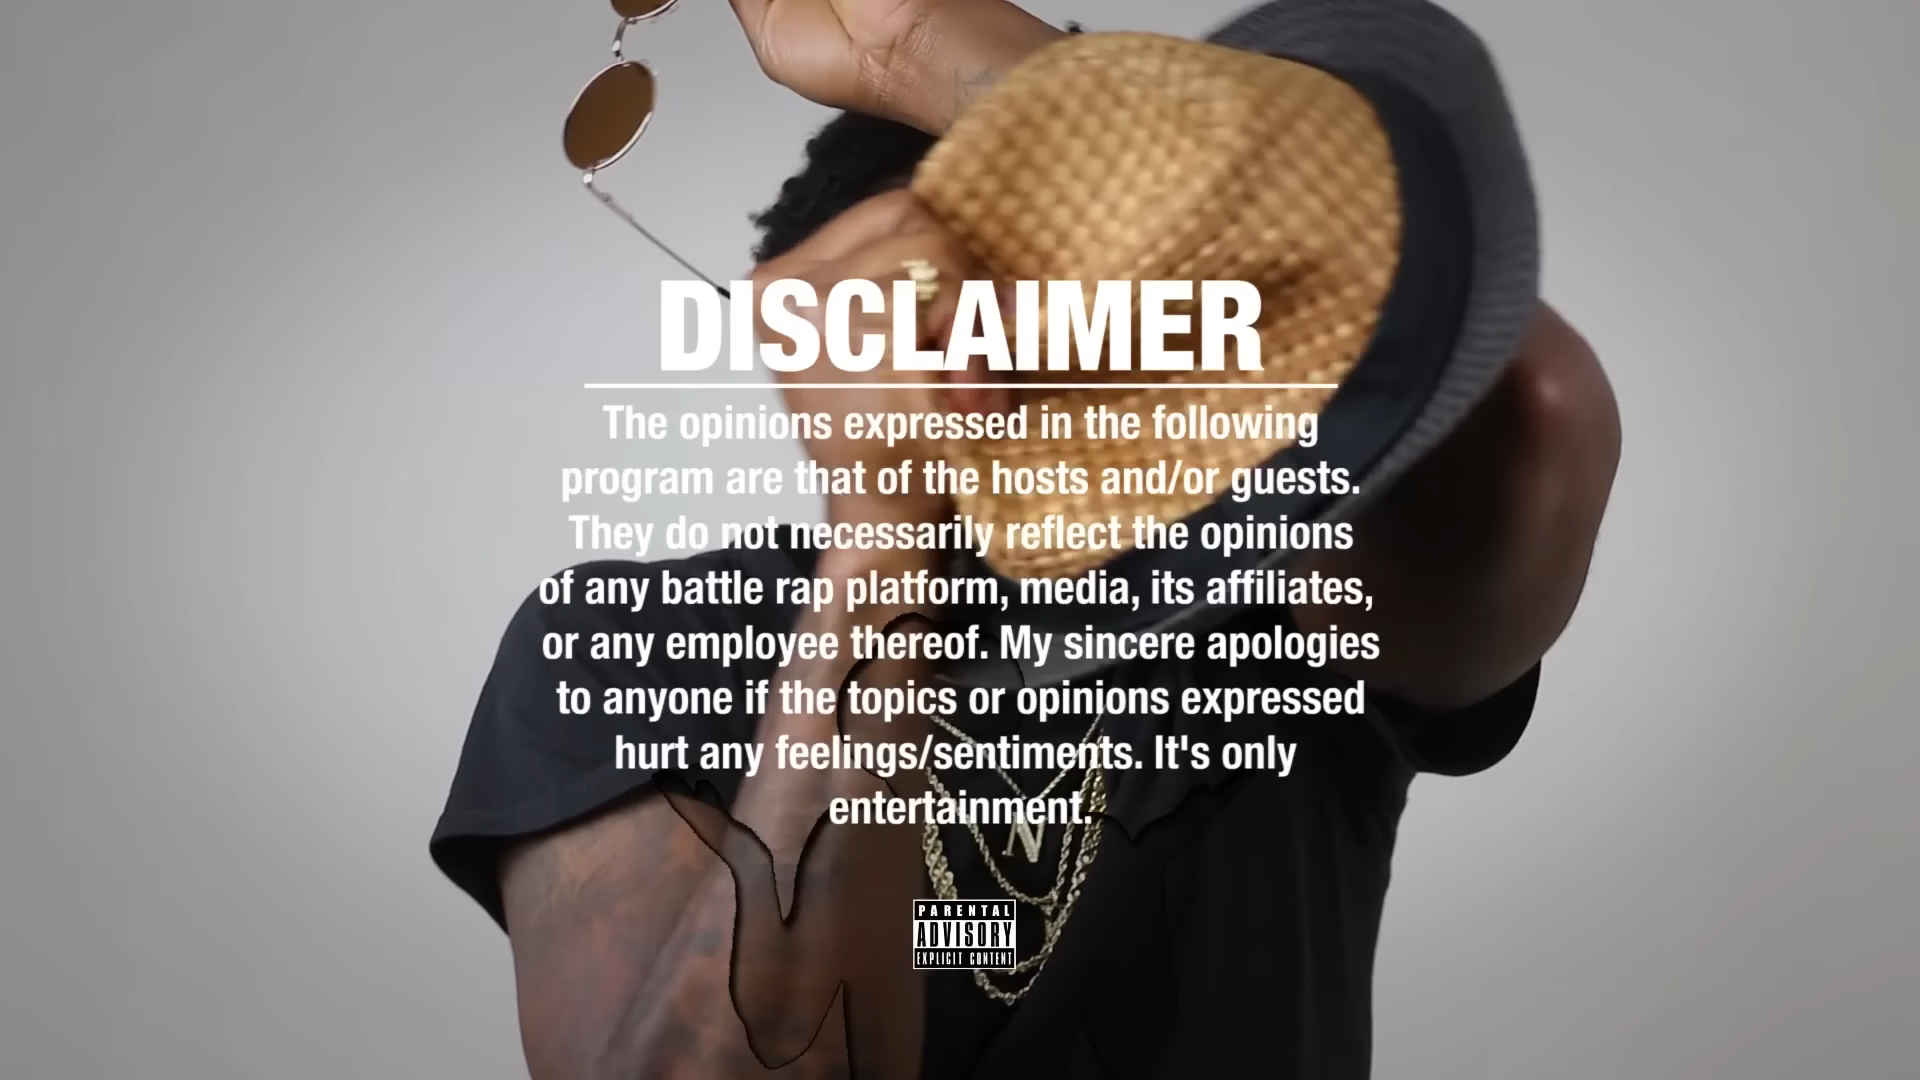 DISCLAIMER
The opinions expressed in the following
program are that of the hosts and/or guests.
They do not necessarily reflect the opinions
of any battle rap platform, media, its affiliates,
or any employee thereof. My sincere apologies
to anyone if the topics or opinions expressed
hurt any feelings/sentiments. It's only
entertainment.
N
PARENTAL
ADVISORY
EXPLICIT CONTENT